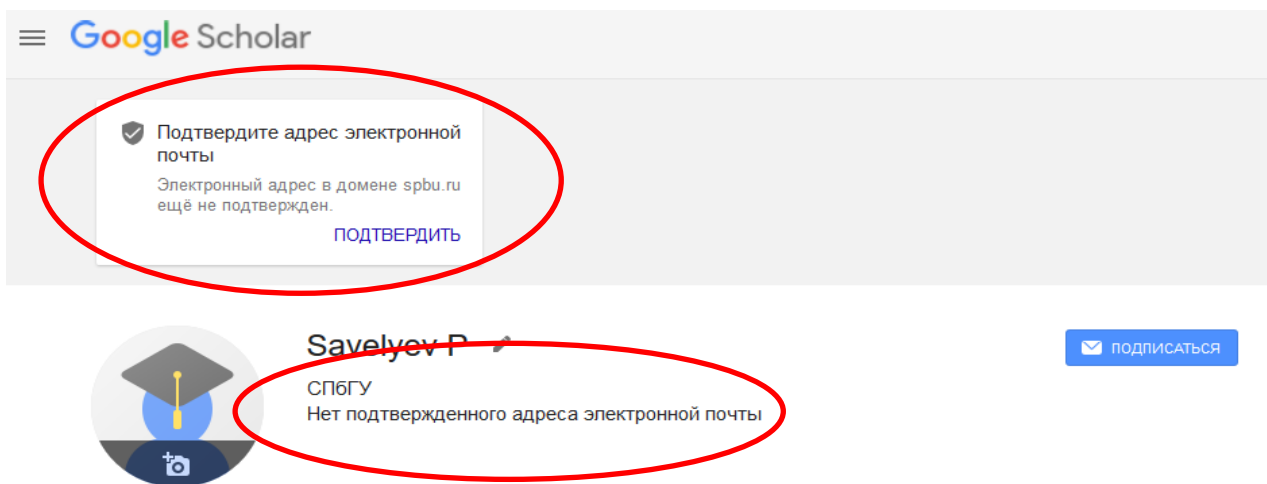 Google Scholar
Подтвердите адрес электронной
почты
Электронный адрес в домене spbu.ru
ещё не подтвержден.
ПОДТВЕРДИТЬ
Savelyev P
СПбГУ
Нет подтвержденного адреса электронной почты
ПОДПИСАТЬСЯ